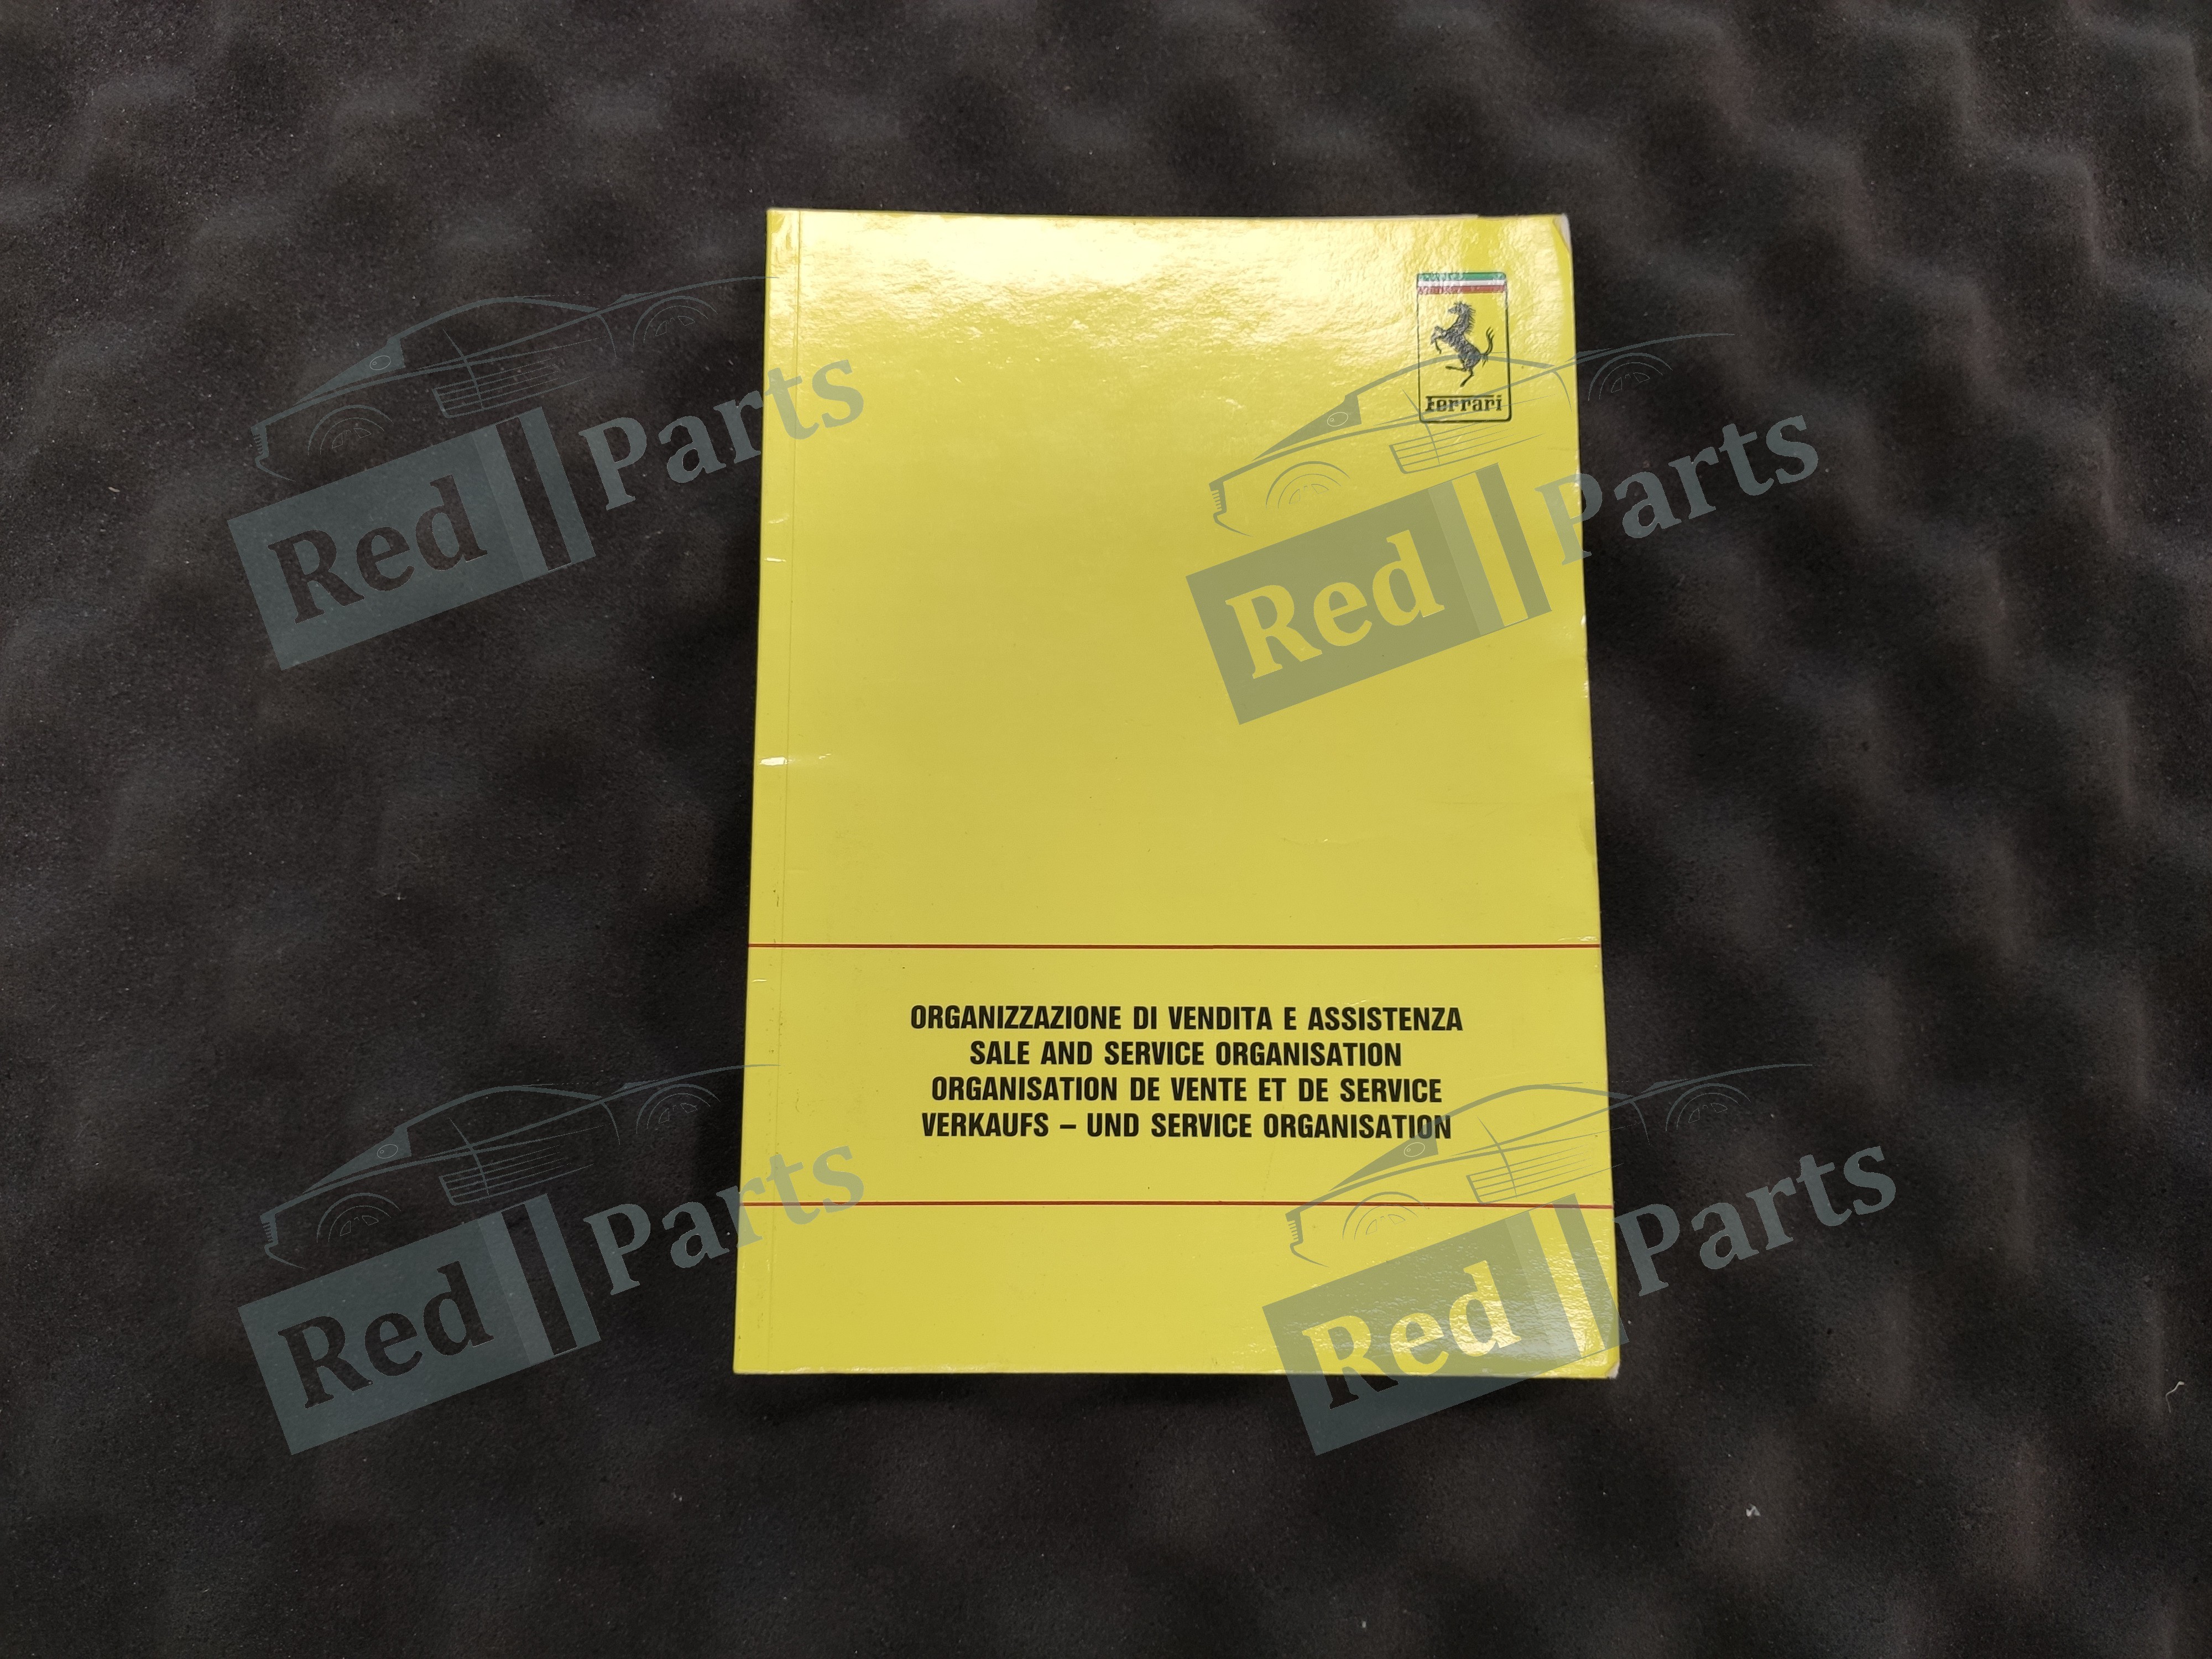 Ferrari
Red Parts
Red Parts
ORGANIZZAZIONE DI VENDITA E ASSISTENZA
SALE AND SERVICE ORGANISATION
ORGANISATION DE VENTE ET DE SERVICE
VERKAUFS – UND SERVICE ORGANISATION
Red Parts
Red Parts